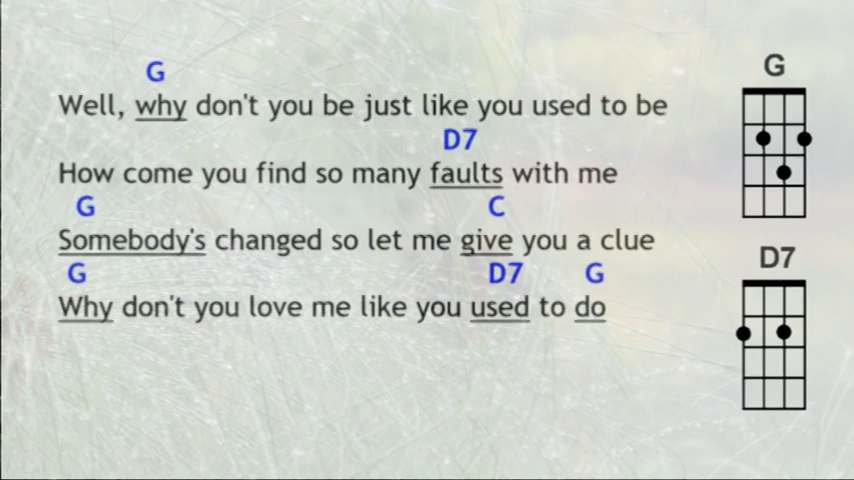 G
Well, why don't you be just like you used to be
D7
How come you find so many faults with me
G C
Somebody's changed so let me give you a clue
G D7 G
Why don't you love me like you used to do
G
D7